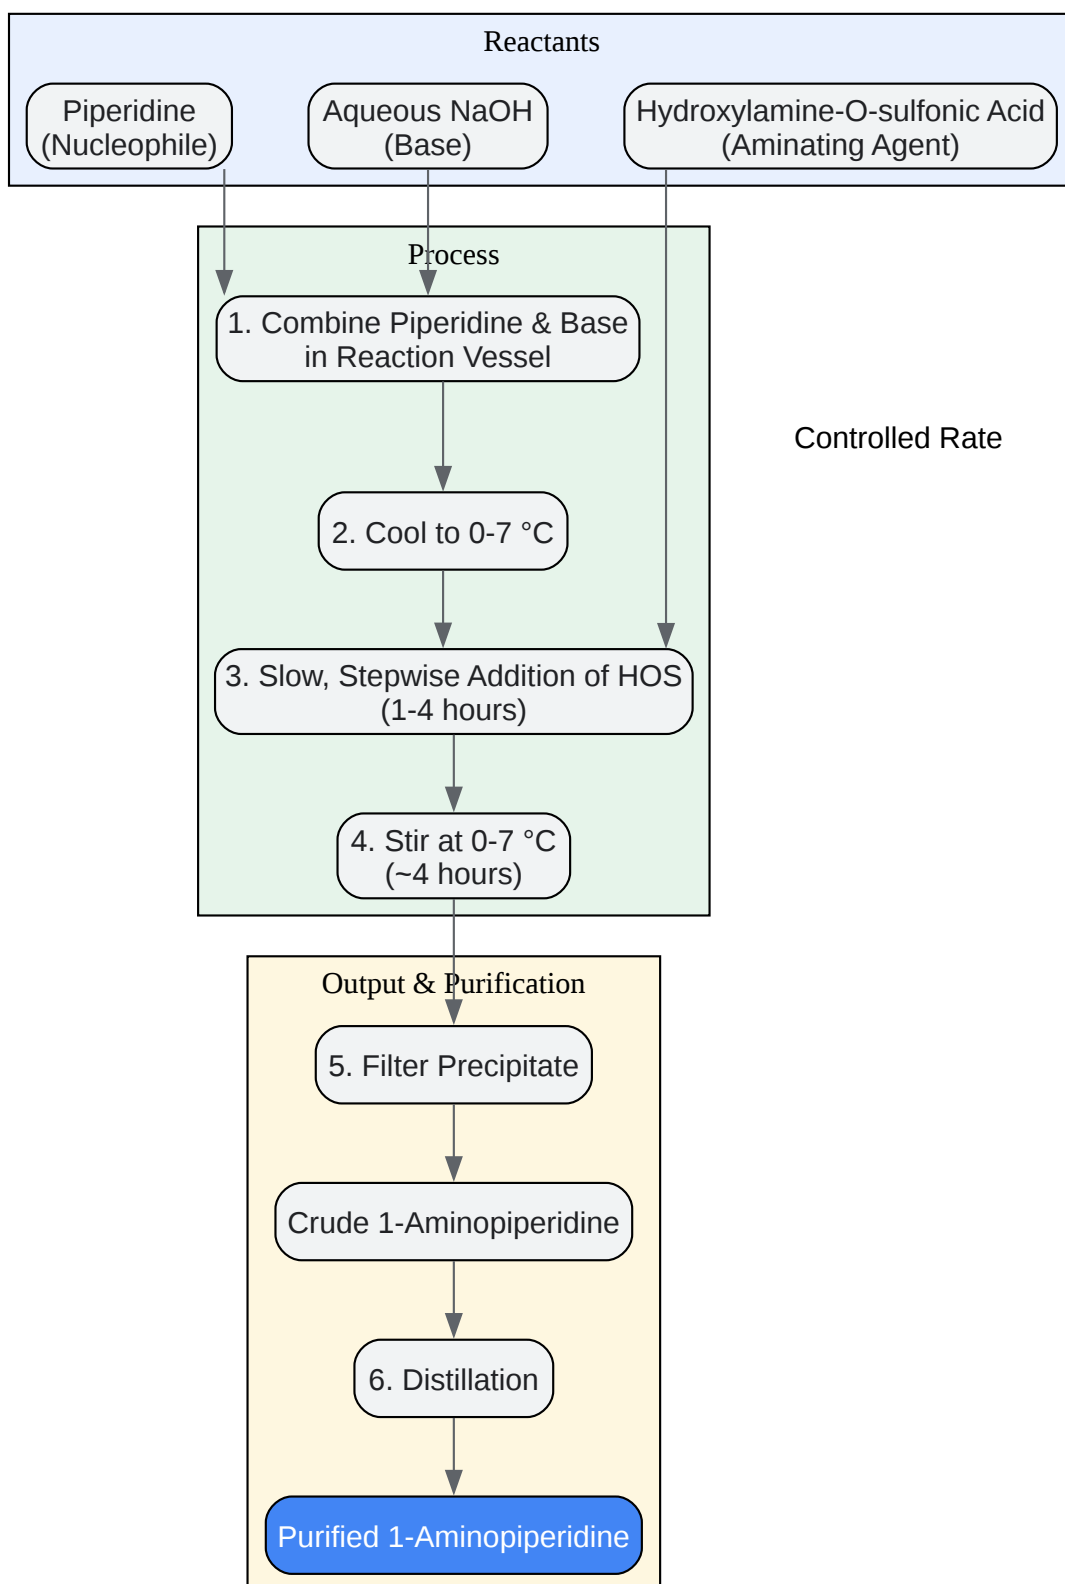 Reactants
Piperidine
(Nucleophile)
Aqueous NaOH
(Base)
Hydroxylamine-O-sulfonic Acid
(Aminating Agent)
Process
1. Combine Piperidine & Base
in Reaction Vessel
Controlled Rate
2. Cool to 0-7 °C
3. Slow, Stepwise Addition of HOS
(1-4 hours)
4. Stir at 0-7 °C
(~4 hours)
Output & Purification
5. Filter Precipitate
Crude 1-Aminopiperidine
6. Distillation
Purified 1-Aminopiperidine